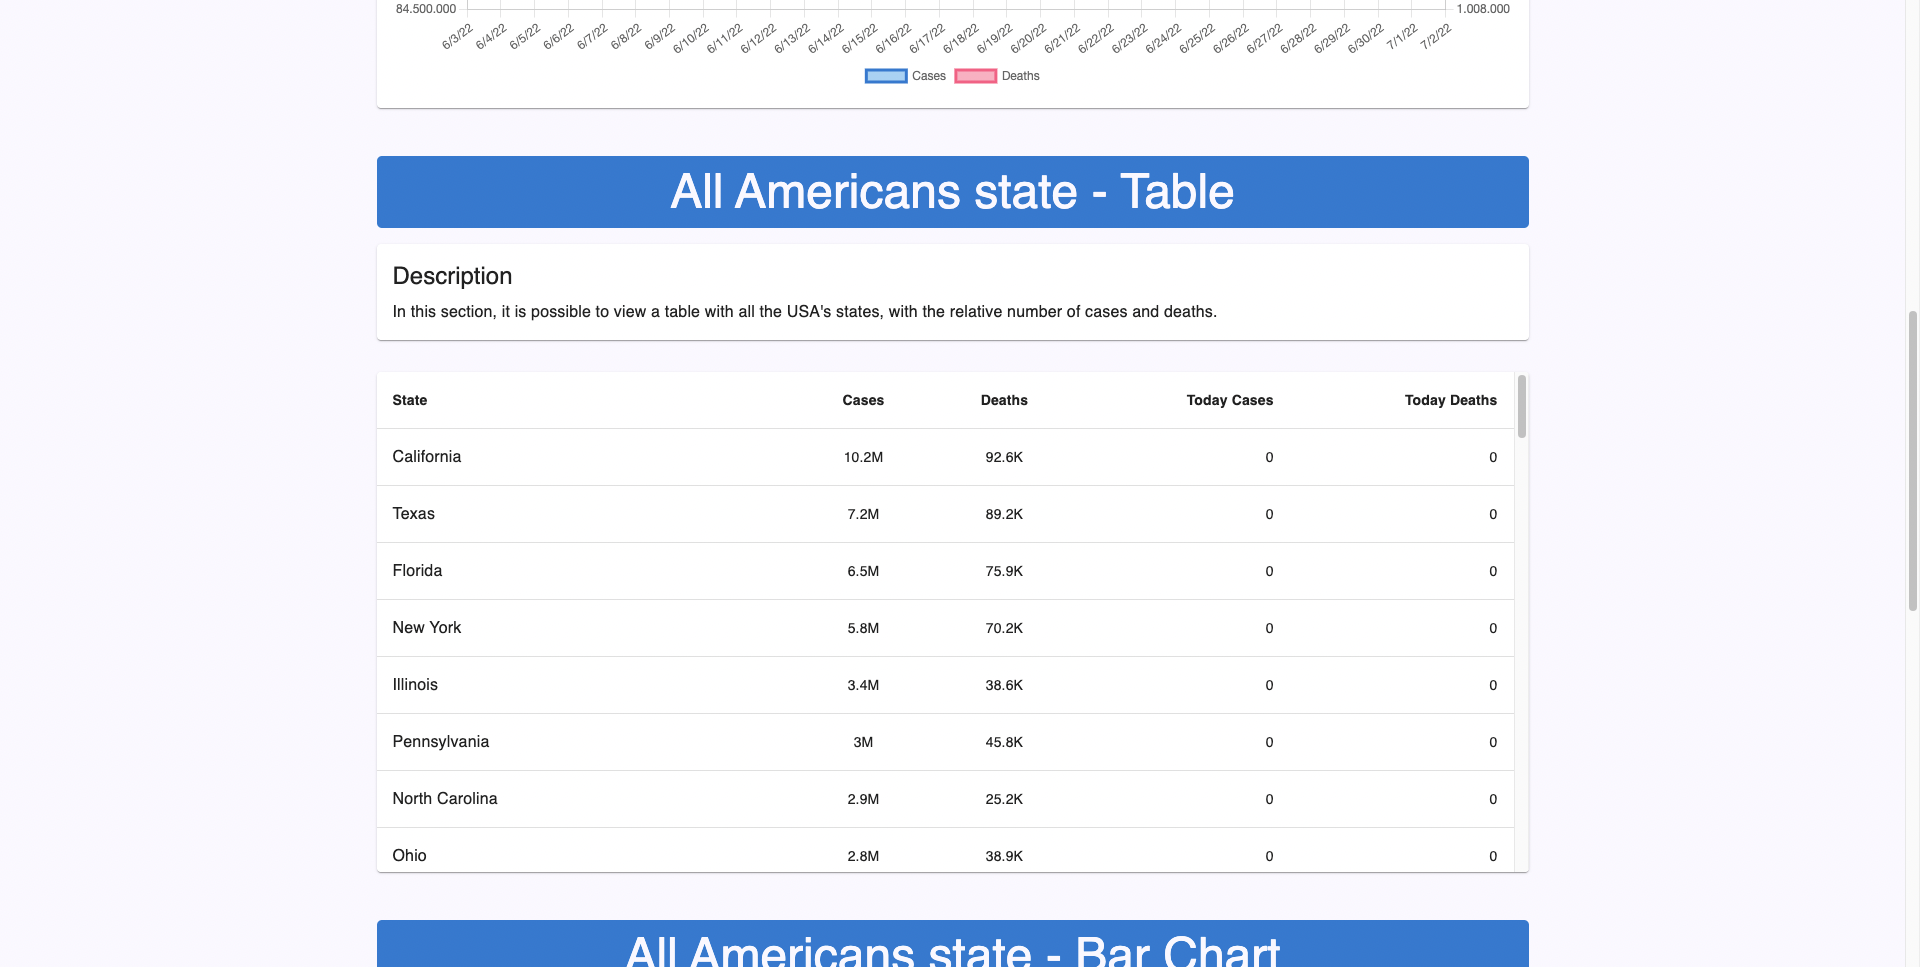 84.500.000 1.008.000
6/3/22 6/4/22 6/5/22 6/6/22 6/7/22 6/8/22 6/9/22 6/10/22 6/11/22 6/12/22 6/13/22 6/14/22 6/15/22 6/16/22 6/17/22 6/18/22 6/19/22 6/20/22 6/21/22 6/22/22 6/23/22 6/24/22 6/25/22 6/26/22 6/27/22 6/28/22 6/29/22 6/30/22 7/1/22 7/2/22
Cases Deaths
All Americans state - Table
Description
In this section, it is possible to view a table with all the USA's states, with the relative number of cases and deaths.
State Cases Deaths Today Cases Today Deaths
California 10.2M 92.6K 0 0
Texas 7.2M 89.2K 0 0
Florida 6.5M 75.9K 0 0
New York 5.8M 70.2K 0 0
Illinois 3.4M 38.6K 0 0
Pennsylvania 3M 45.8K 0 0
North Carolina 2.9M 25.2K 0 0
Ohio 2.8M 38.9K 0 0
All Americans state - Bar Chart